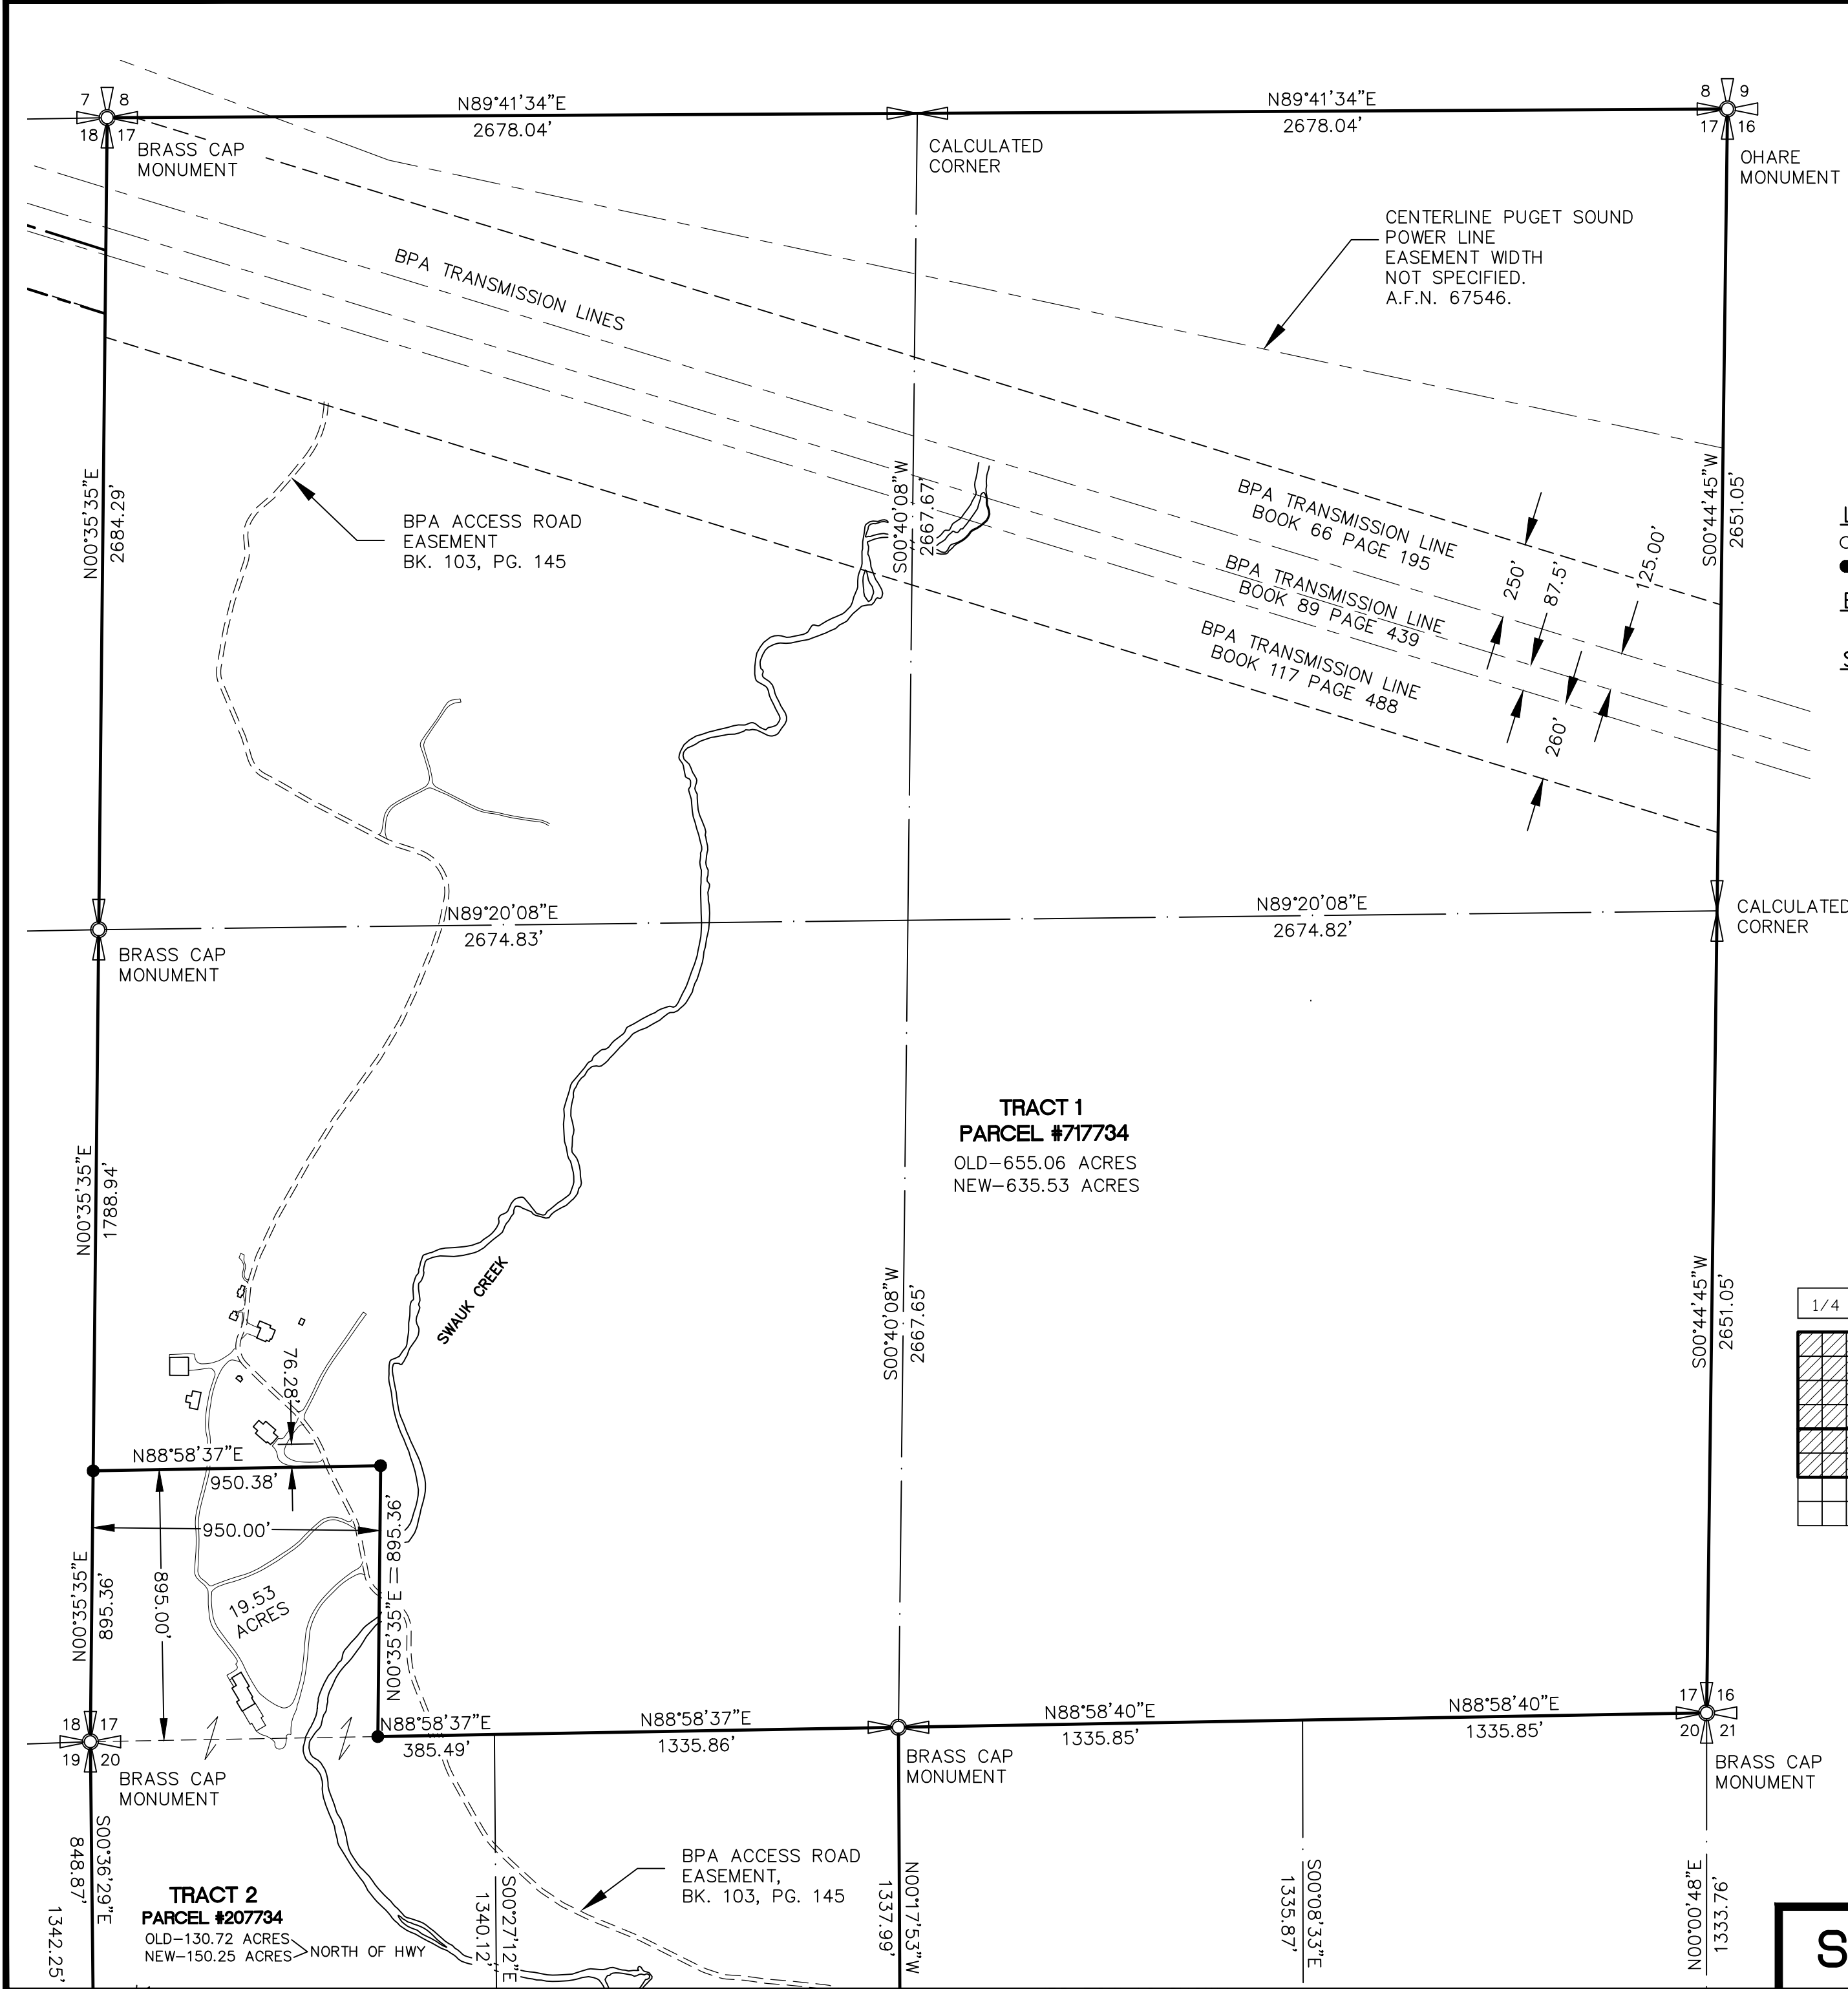 7 8
18 17
N89°41'34"E
2678.04'
N89°41'34"E
2678.04'
8 9
17 16
BRASS CAP
MONUMENT
CALCULATED
CORNER
OHARE
MONUMENT
CENTERLINE PUGET SOUND
POWER LINE
EASEMENT WIDTH
NOT SPECIFIED.
A.F.N. 67546.
BPA TRANSMISSION LINES
N00°35'35"E
2684.29'
BPA ACCESS ROAD
EASEMENT
BK. 103, PG. 145
S00°40'08"W
2667.67'
BPA TRANSMISSION LINE
BOOK 66 PAGE 195
BPA TRANSMISSION LINE
BOOK 89 PAGE 439
BPA TRANSMISSION LINE
BOOK 117 PAGE 488
250'
87.5'
125.00'
260'
S00°44'45"W
2651.05'
N89°20'08"E
2674.83'
N89°20'08"E
2674.82'
BRASS CAP
MONUMENT
CALCULATED
CORNER
TRACT 1
PARCEL #717734
OLD-655.06 ACRES
NEW-635.53 ACRES
N00°35'35"E
1788.94'
SWAUK CREEK
S00°40'08"W
2667.65'
S00°44'45"W
2651.05'
1/4
76.28'
N88°58'37"E
950.38'
950.00'
895.00'
N00°35'35"E
895.36'
19.53
ACRES
N00°35'35"E = 895.36'
18 17
19 20
BRASS CAP
MONUMENT
N88°58'37"E
385.49'
N88°58'37"E
1335.86'
BRASS CAP
MONUMENT
N88°58'40"E
1335.85'
N88°58'40"E
1335.85'
17 16
20 21
BRASS CAP
MONUMENT
S00°36'29"E
848.87'
1342.25'
TRACT 2
PARCEL #207734
OLD-130.72 ACRES
NEW-150.25 ACRES
NORTH OF HWY
S00°27'12"E
1340.12'
BPA ACCESS ROAD
EASEMENT,
BK. 103, PG. 145
N00°17'53"W
1337.99'
S00°08'33"E
1335.87'
N00°00'48"E
1333.76'
S